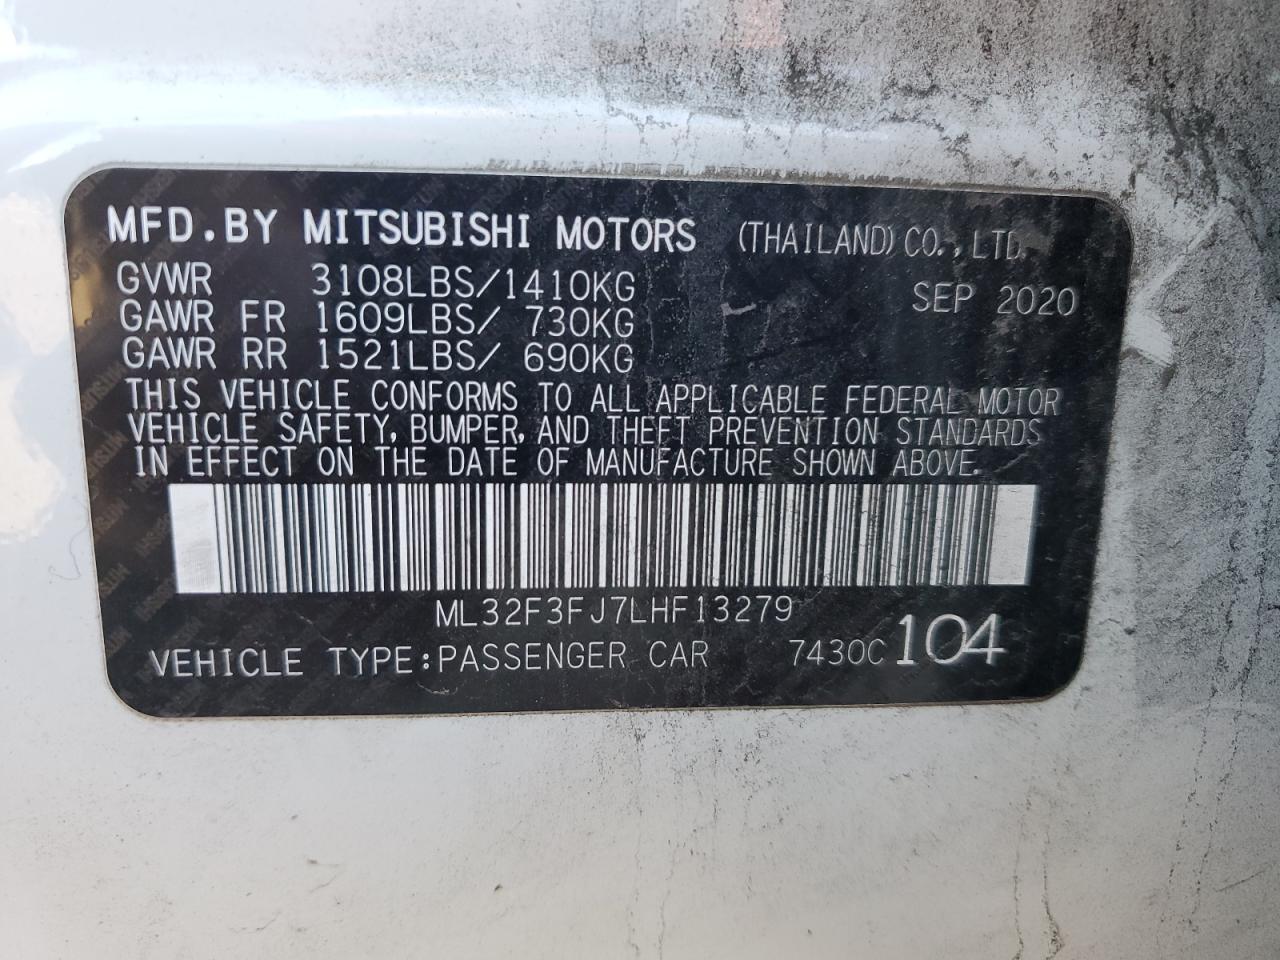 MFD. BY MITSUBISHI MOTORS (THAILAND) CO., LTD.
GVWR 3108LBS/1410KG SEP 2020
GAWR FR 1609LBS/ 730KG
GAWR RR 1521LBS/ 690KG
THIS VEHICLE CONFORMS TO ALL APPLICABLE FEDERAL MOTOR
VEHICLE SAFETY, BUMPER, AND THEFT PREVENTION STANDARDS
IN EFFECT ON THE DATE OF MANUFACTURE SHOWN ABOVE.
ML32F3FJ7LHF13279
VEHICLE TYPE: PASSENGER CAR 7430C 104